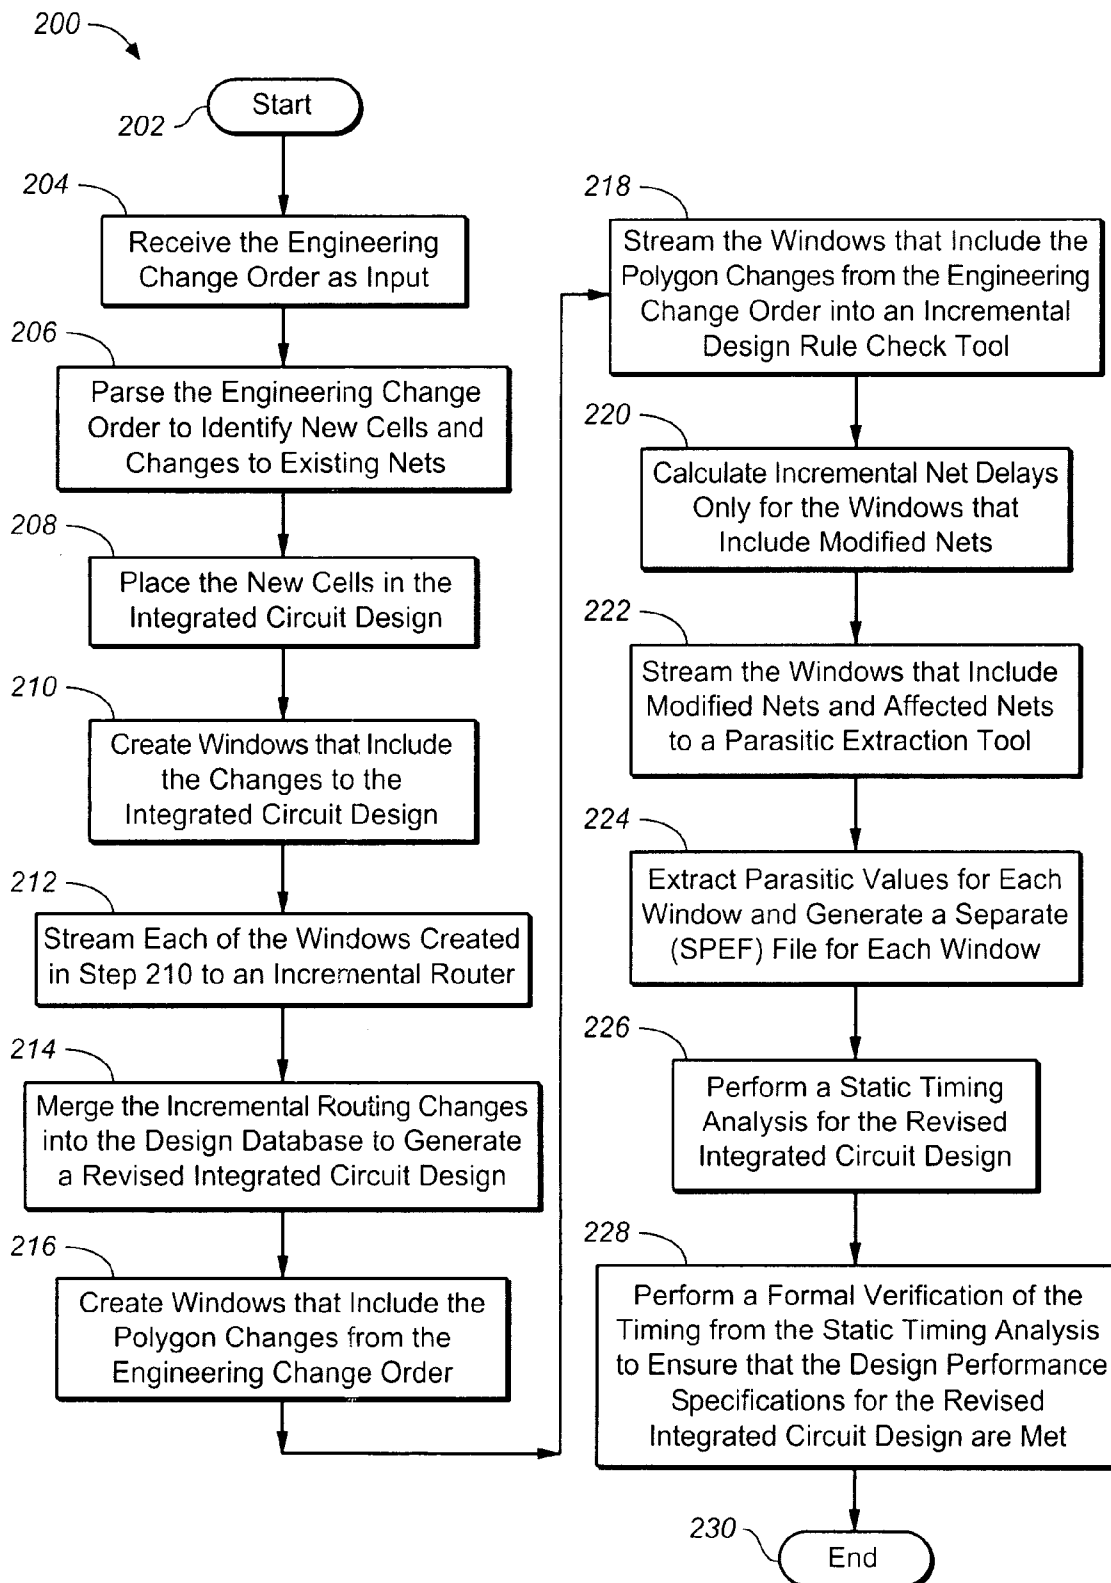 200
Start
202
204
Receive the Engineering
Change Order as Input
206
Parse the Engineering Change
Order to Identify New Cells and
Changes to Existing Nets
208
Place the New Cells in the
Integrated Circuit Design
210
Create Windows that Include
the Changes to the
Integrated Circuit Design
212
Stream Each of the Windows Created
in Step 210 to an Incremental Router
214
Merge the Incremental Routing Changes
into the Design Database to Generate
a Revised Integrated Circuit Design
216
Create Windows that Include the
Polygon Changes from the
Engineering Change Order
218
Stream the Windows that Include the
Polygon Changes from the Engineering
Change Order into an Incremental
Design Rule Check Tool
220
Calculate Incremental Net Delays
Only for the Windows that
Include Modified Nets
222
Stream the Windows that Include
Modified Nets and Affected Nets
to a Parasitic Extraction Tool
224
Extract Parasitic Values for Each
Window and Generate a Separate
(SPEF) File for Each Window
226
Perform a Static Timing
Analysis for the Revised
Integrated Circuit Design
228
Perform a Formal Verification of the
Timing from the Static Timing Analysis
to Ensure that the Design Performance
Specifications for the Revised
Integrated Circuit Design are Met
230
End